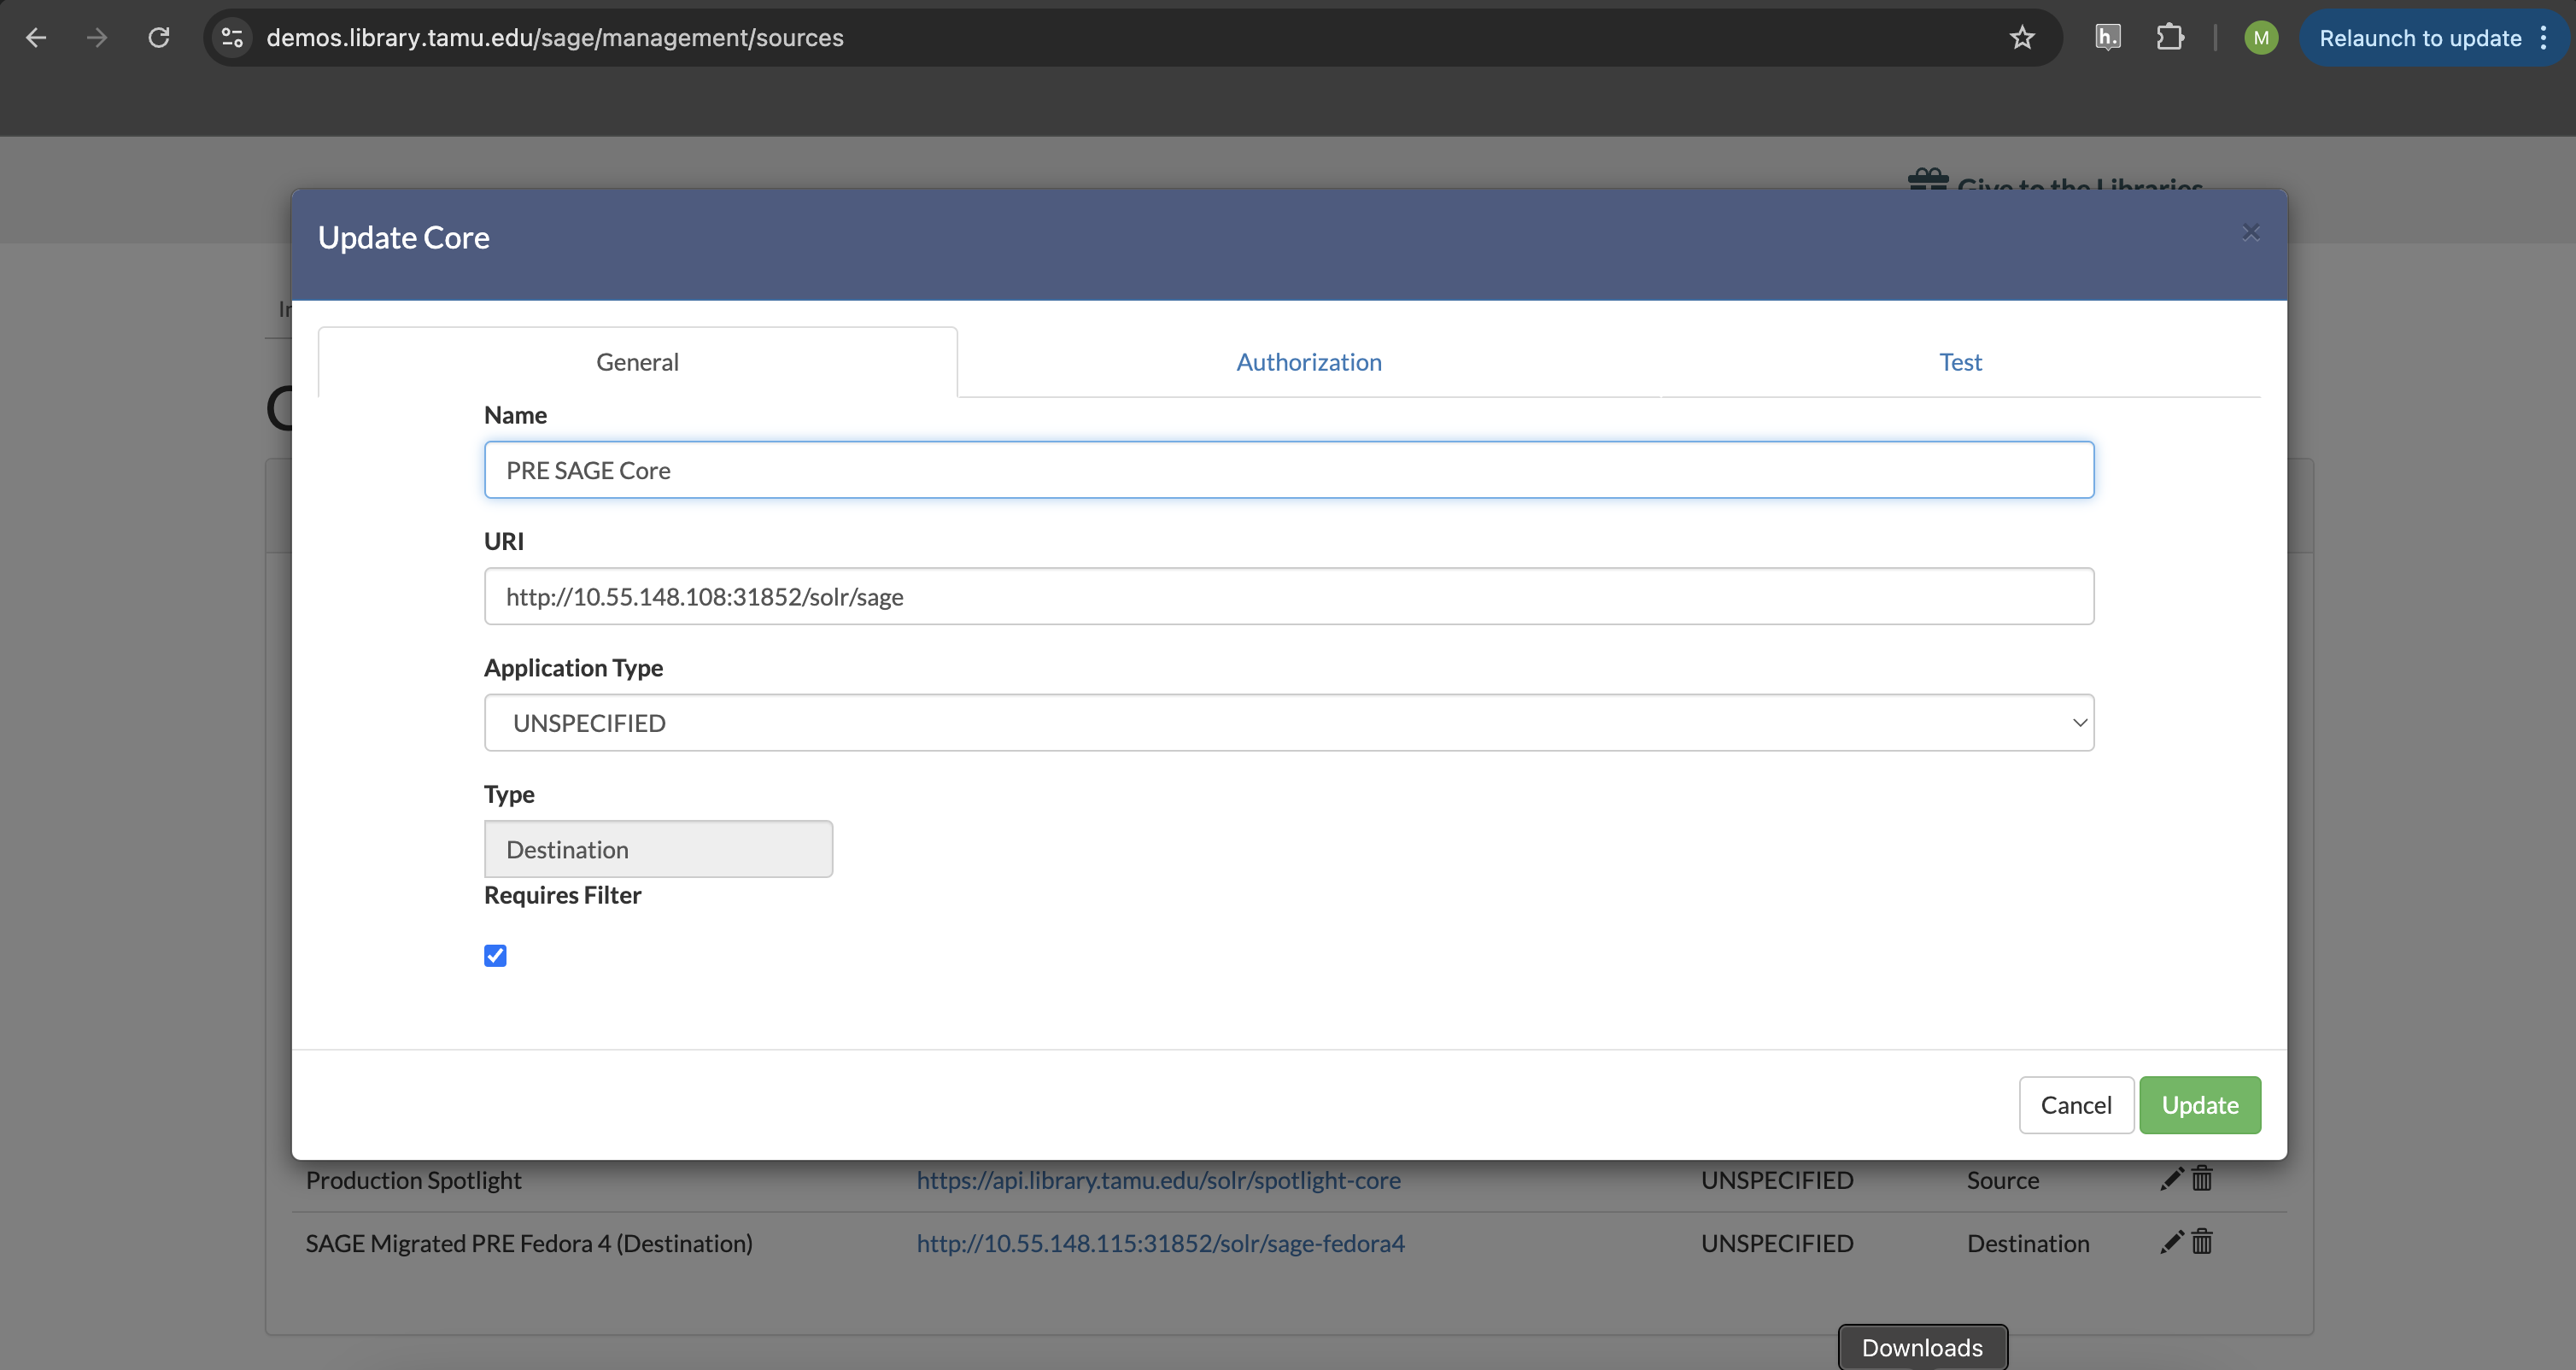 demos.library.tamu.edu/sage/management/sources
h.
M
Relaunch to update
Give to the Libraries
Update Core
×
General
Authorization
Test
Name
PRE SAGE Core
URI
http://10.55.148.108:31852/solr/sage
Application Type
UNSPECIFIED
Type
Destination
Requires Filter
Cancel
Update
Production Spotlight
https://api.library.tamu.edu/solr/spotlight-core
UNSPECIFIED
Source
SAGE Migrated PRE Fedora 4 (Destination)
http://10.55.148.115:31852/solr/sage-fedora4
UNSPECIFIED
Destination
Downloads